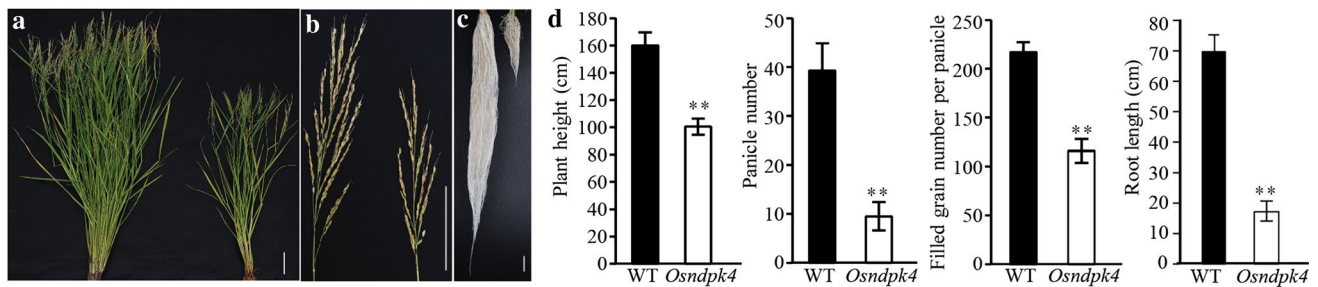 a
b
c
d
Plant height (cm)
180
160
140
120
100
80
60
40
20
0
**
WT Osndpk4
Panicle number
50
40
30
20
10
0
**
WT Osndpk4
Filled grain number per panicle
250
200
150
100
50
0
**
WT Osndpk4
Root length (cm)
80
70
60
50
40
30
20
10
0
**
WT Osndpk4